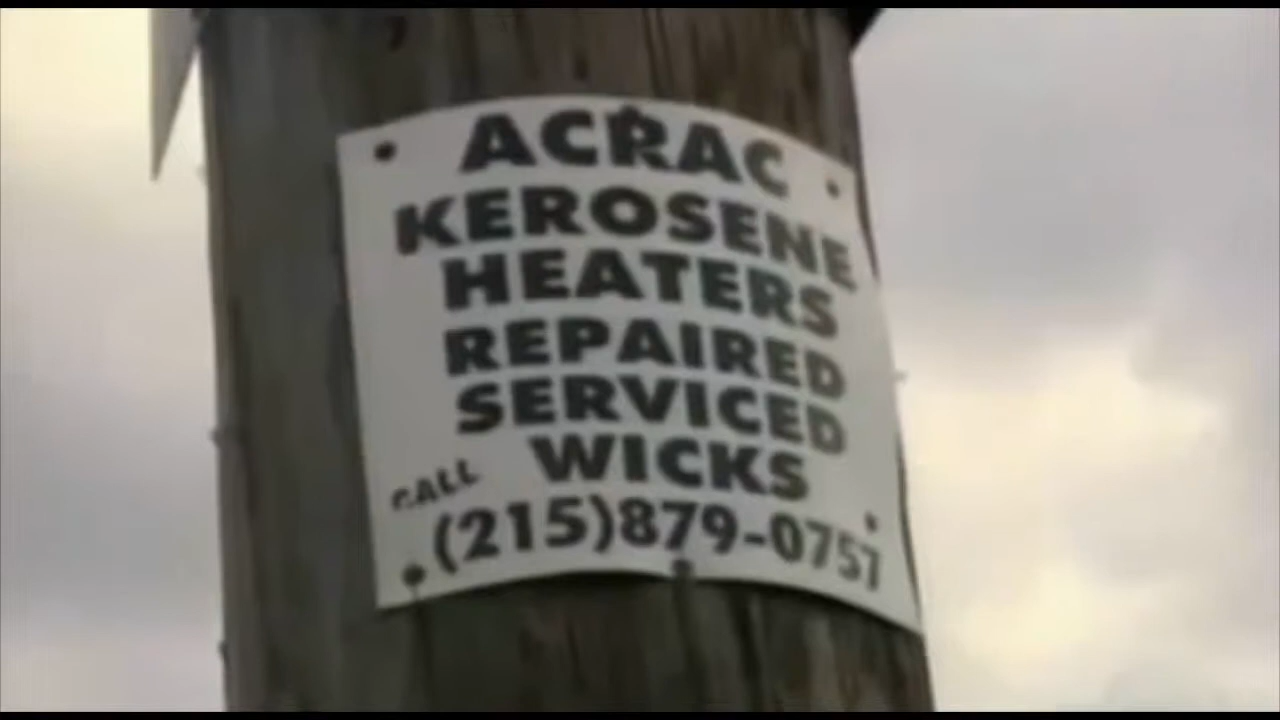 ACRAC
KEROSENE
HEATERS
REPAIRED
SERVICED
WICKS
CALL
(215)879-0757